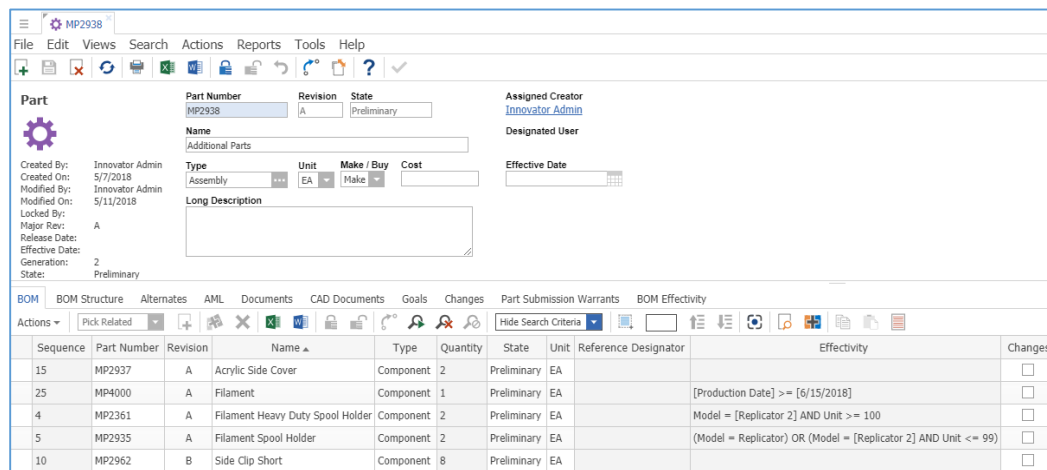 MP2938
File Edit Views Search Actions Reports Tools Help
Part
Part Number Revision State Assigned Creator
MP2938 A Preliminary Innovator Admin
Name Designated User
Additional Parts
Created By: Innovator Admin
Created On: 5/7/2018
Modified By: Innovator Admin
Modified On: 5/11/2018
Locked By:
Major Rev: A
Release Date:
Effective Date:
Generation: 2
State: Preliminary
Type Unit Make / Buy Cost Effective Date
Assembly ... EA Make
Long Description
BOM BOM Structure Alternates AML Documents CAD Documents Goals Changes Part Submission Warrants BOM Effectivity
Actions Pick Related Hide Search Criteria
Sequence Part Number Revision Name Type Quantity State Unit Reference Designator Effectivity Changes
15 MP2937 A Acrylic Side Cover Component 2 Preliminary EA
25 MP4000 A Filament Component 1 Preliminary EA [Production Date] >= [6/15/2018]
4 MP2361 A Filament Heavy Duty Spool Holder Component 2 Preliminary EA Model = [Replicator 2] AND Unit >= 100
5 MP2935 A Filament Spool Holder Component 2 Preliminary EA (Model = Replicator) OR (Model = [Replicator 2] AND Unit <= 99)
10 MP2962 B Side Clip Short Component 8 Preliminary EA